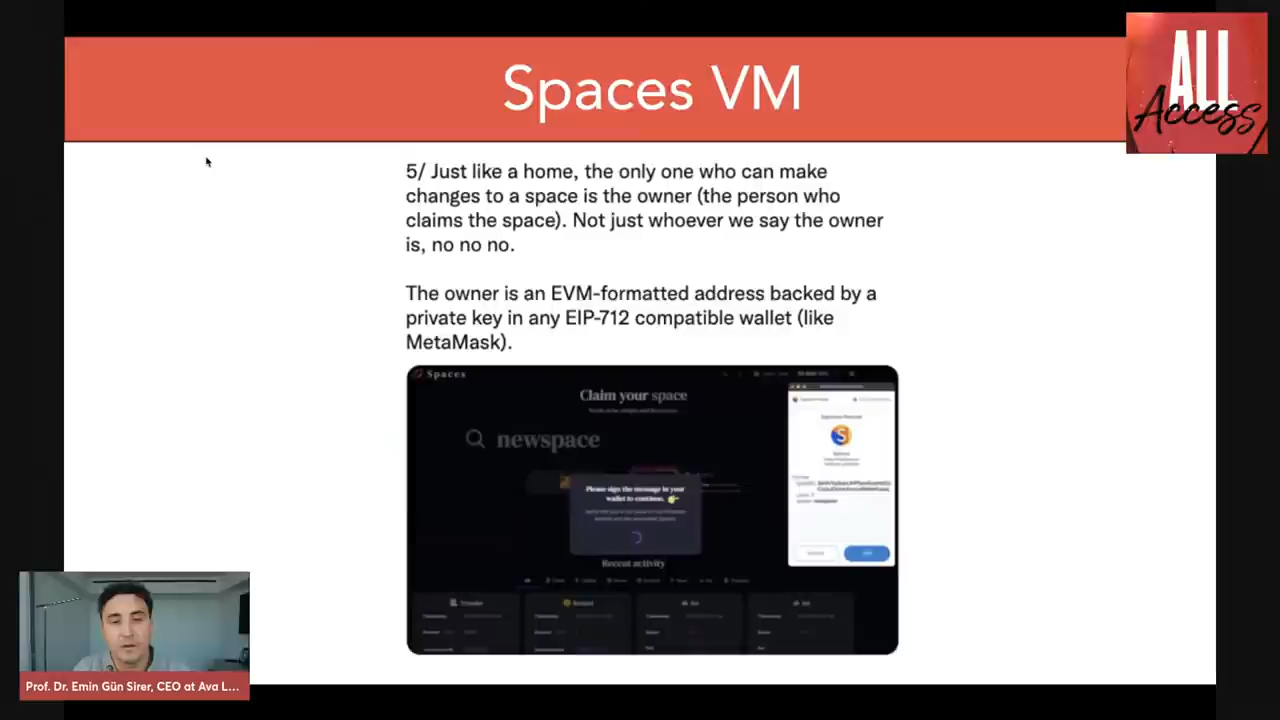 Spaces VM
ALL
Access
5/ Just like a home, the only one who can make
changes to a space is the owner (the person who
claims the space). Not just whoever we say the owner
is, no no no.
The owner is an EVM-formatted address backed by a
private key in any EIP-712 compatible wallet (like
MetaMask).
Spaces
Claim your space
newspace
Please sign the message in your
wallet to continue.
Recent activity
Prof. Dr. Emin Gün Sirer, CEO at Ava L...